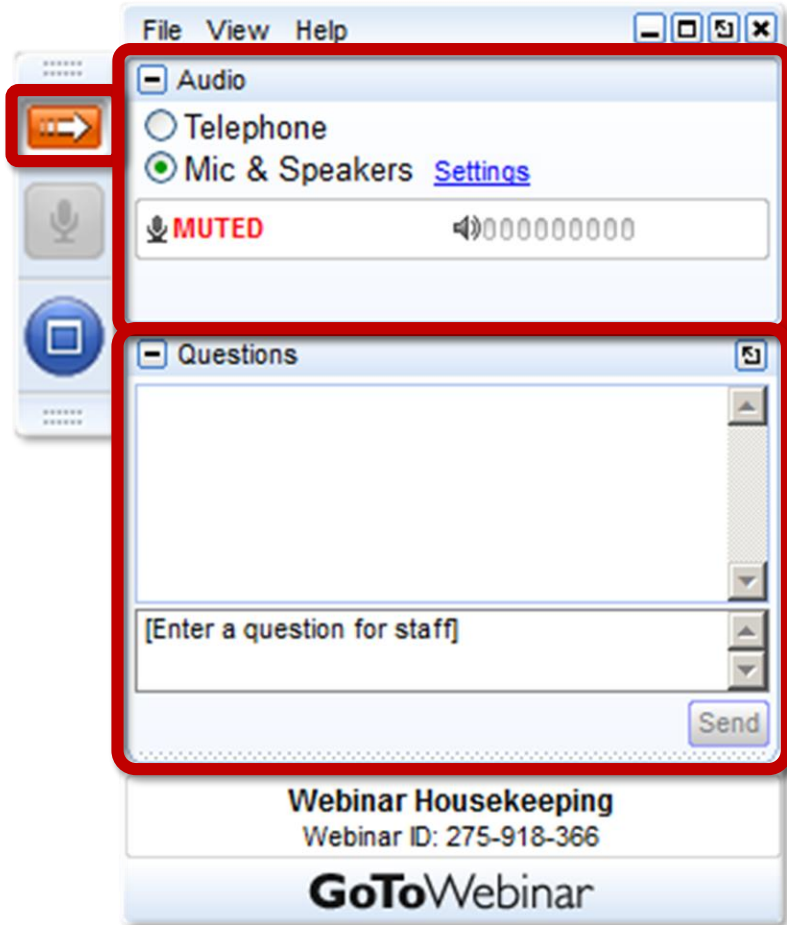 File View Help
Audio
Telephone
Mic & Speakers Settings
MUTED
Questions
[Enter a question for staff]
Send
Webinar Housekeeping
Webinar ID: 275-918-366
GoToWebinar